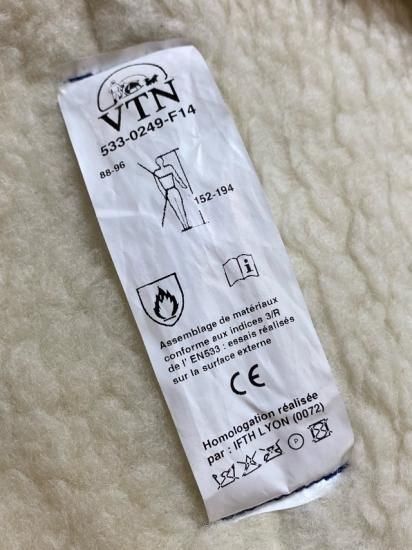 VTN
533-0249-F14
88-96
152-194
i
Assemblage de matériaux
conforme aux indices 3/R
de l' EN533 : essais réalisés
sur la surface externe
CE
Homologation réalisée
par : IFTH LYON (0072)
P